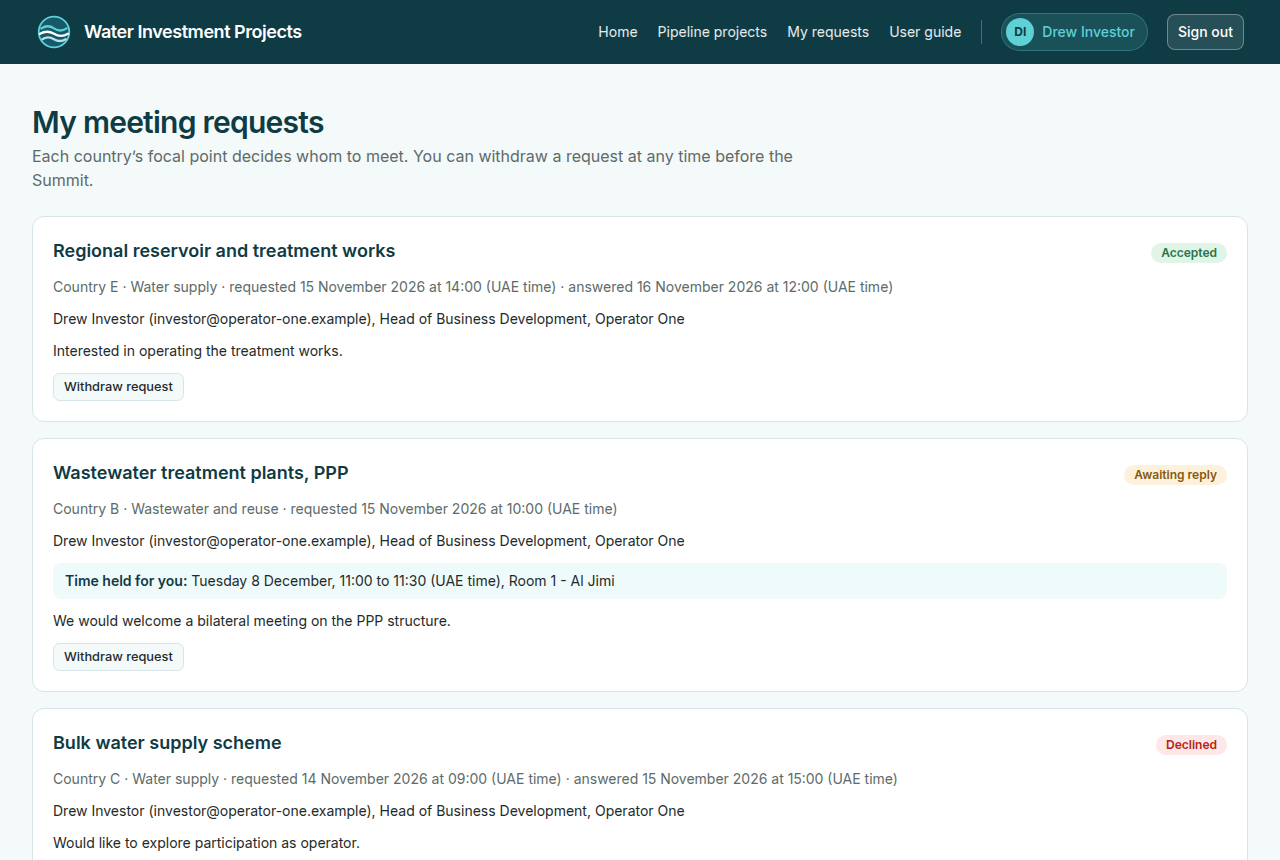 Water Investment Projects
Home
Pipeline projects
My requests
User guide
DI
Drew Investor
Sign out
My meeting requests
Each country’s focal point decides whom to meet. You can withdraw a request at any time before the
Summit.
Regional reservoir and treatment works
Accepted
Country E · Water supply · requested 15 November 2026 at 14:00 (UAE time) · answered 16 November 2026 at 12:00 (UAE time)
Drew Investor (investor@operator-one.example), Head of Business Development, Operator One
Interested in operating the treatment works.
Withdraw request
Wastewater treatment plants, PPP
Awaiting reply
Country B · Wastewater and reuse · requested 15 November 2026 at 10:00 (UAE time)
Drew Investor (investor@operator-one.example), Head of Business Development, Operator One
Time held for you: Tuesday 8 December, 11:00 to 11:30 (UAE time), Room 1 - Al Jimi
We would welcome a bilateral meeting on the PPP structure.
Withdraw request
Bulk water supply scheme
Declined
Country C · Water supply · requested 14 November 2026 at 09:00 (UAE time) · answered 15 November 2026 at 15:00 (UAE time)
Drew Investor (investor@operator-one.example), Head of Business Development, Operator One
Would like to explore participation as operator.